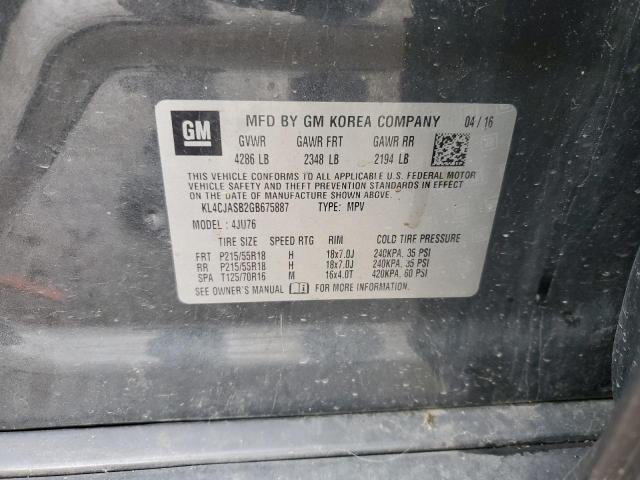 GM MFD BY GM KOREA COMPANY 04 / 16
GVWR GAWR FRT GAWR RR
4286 LB 2348 LB 2194 LB
THIS VEHICLE CONFORMS TO ALL APPLICABLE U.S. FEDERAL MOTOR
VEHICLE SAFETY AND THEFT PREVENTION STANDARDS IN EFFECT
ON THE DATE OF MANUFACTURE SHOWN ABOVE.
KL4CJASB2GB675887 TYPE: MPV
MODEL : 4JU76
TIRE SIZE SPEED RTG RIM COLD TIRE PRESSURE
FRT P215/55R18 H 18x7.0J 240KPA. 35 PSI
RR P215/55R18 H 18x7.0J 240KPA. 35 PSI
SPA T125/70R16 M 16x4.0T 420KPA. 60 PSI
SEE OWNER'S MANUAL FOR MORE INFORMATION.